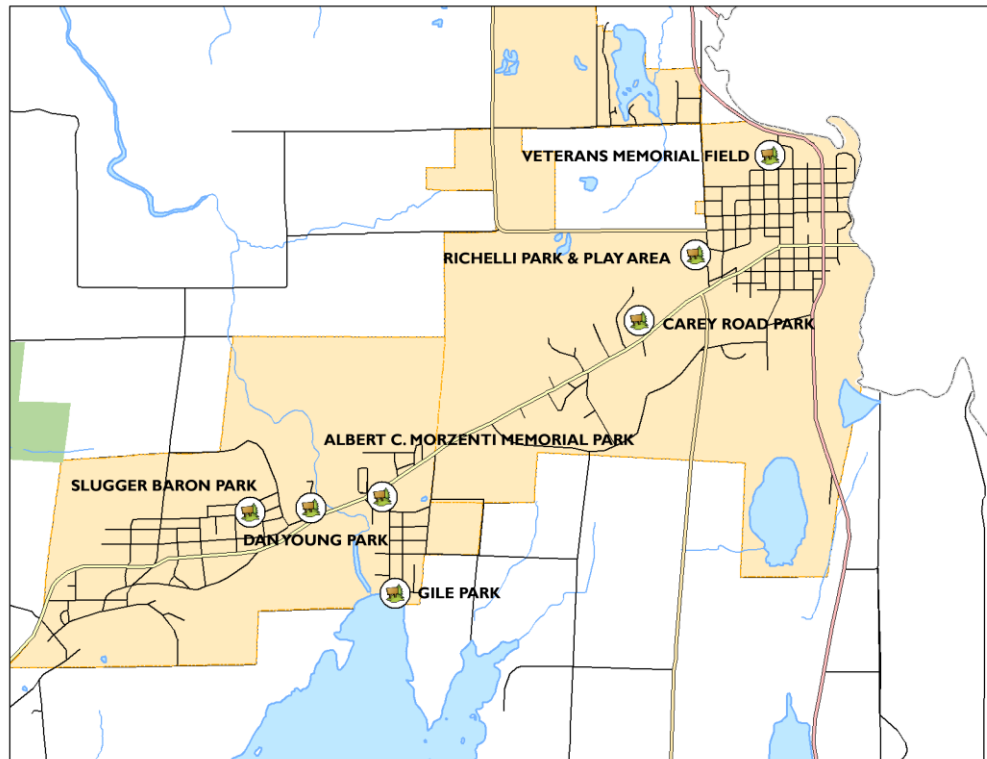 VETERANS MEMORIAL FIELD
RICHELLI PARK & PLAY AREA
CAREY ROAD PARK
ALBERT C. MORZENTI MEMORIAL PARK
SLUGGER BARON PARK
DAN YOUNG PARK
GILE PARK